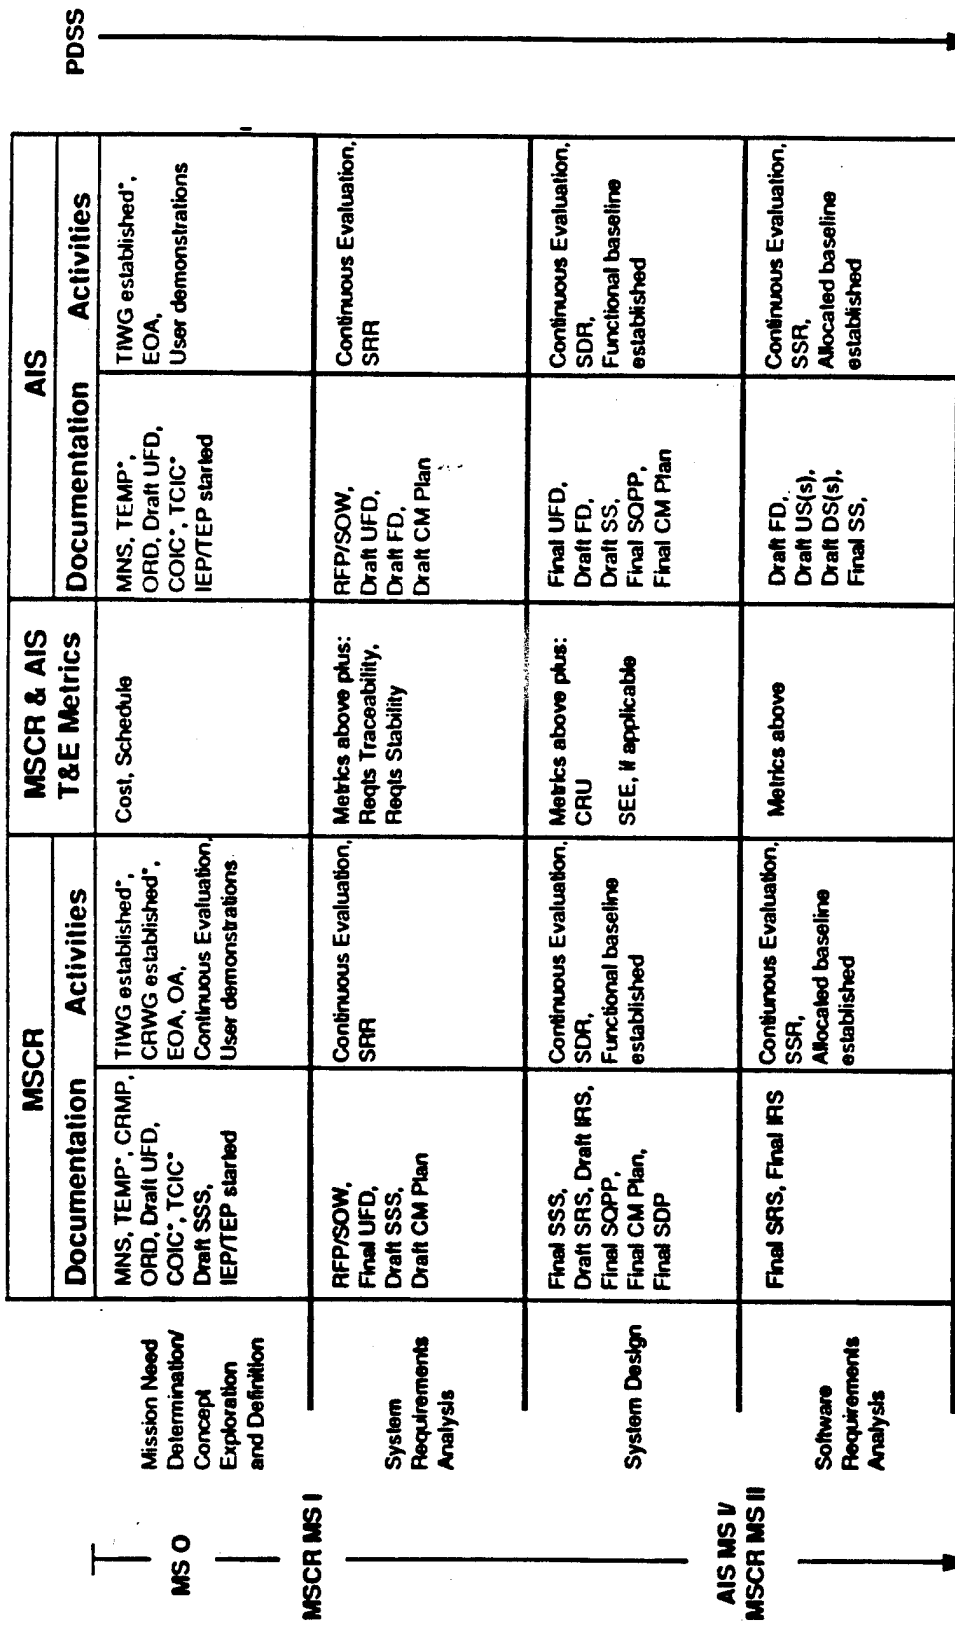 MSCR
MSCR & AIS
T&E Metrics
AIS
PDSS
Documentation
Activities
Documentation
Activities
MS O
Mission Need
Determination/
Concept
Exploration
and Definition
MNS, TEMP*, CRMP,
ORD, Draft UFD,
COIC*, TCIC*
Draft SSS,
IEP/TEP started
TIWG established*,
CRWG established*,
EOA, OA,
Continuous Evaluation,
User demonstrations
Cost, Schedule
MNS, TEMP*,
ORD, Draft UFD,
COIC*, TCIC*
IEP/TEP started
TIWG established*,
EOA,
User demonstrations
MSCR MS I
System
Requirements
Analysis
RFP/SOW,
Final UFD,
Draft SSS,
Draft CM Plan
Continuous Evaluation,
SRR
Metrics above plus:
Reqts Traceability,
Reqts Stability
RFP/SOW,
Draft UFD,
Draft FD,
Draft CM Plan
Continuous Evaluation,
SRR
System Design
Final SSS,
Draft SRS, Draft IRS,
Final SQPP,
Final CM Plan,
Final SDP
Continuous Evaluation,
SDR,
Functional baseline
established
Metrics above plus:
CRU
SEE, if applicable
Final UFD,
Draft FD,
Draft SS,
Final SQPP,
Final CM Plan
Continuous Evaluation,
SDR,
Functional baseline
established
AIS MS I/
MSCR MS II
Software
Requirements
Analysis
Final SRS, Final IRS
Contiunous Evaluation,
SSR,
Allocated baseline
established
Metrics above
Draft FD,
Draft US(s),
Draft DS(s),
Final SS,
Continuous Evaluation,
SSR,
Allocated baseline
established